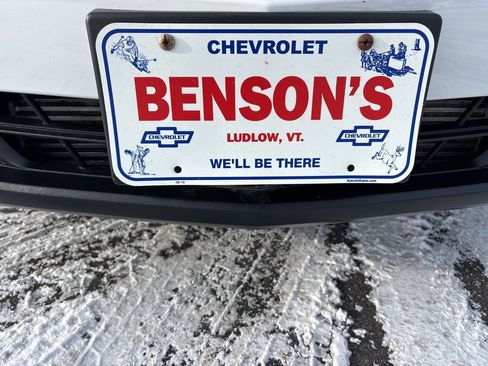 CHEVROLET
BENSON'S
CHEVROLET
LUDLOW, VT.
CHEVROLET
WE'LL BE THERE